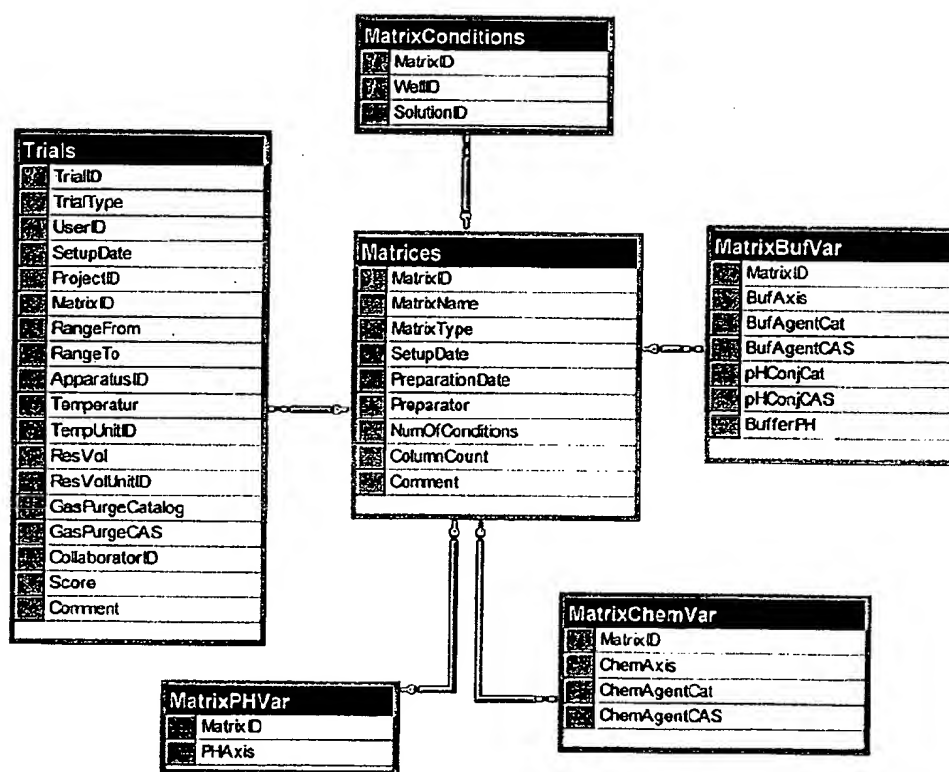 MatrixConditions
MatrixID
WellID
SolutionID
Trials
TrialID
TrialType
UserID
SetupDate
ProjectID
MatrixID
RangeFrom
RangeTo
ApparatusID
Temperatur
TempUnitID
ResVol
ResVolUnitID
GasPurgeCatalog
GasPurgeCAS
CollaboratorID
Score
Comment
Matrices
MatrixID
MatrixName
MatrixType
SetupDate
PreparationDate
Preparator
NumOfConditions
ColumnCount
Comment
MatrixBufVar
MatrixID
BufAxis
BufAgentCat
BufAgentCAS
pHConjCat
pHConjCAS
BufferPH
MatrixChemVar
MatrixID
ChemAxis
ChemAgentCat
ChemAgentCAS
MatrixPHVar
MatrixID
PHAxis